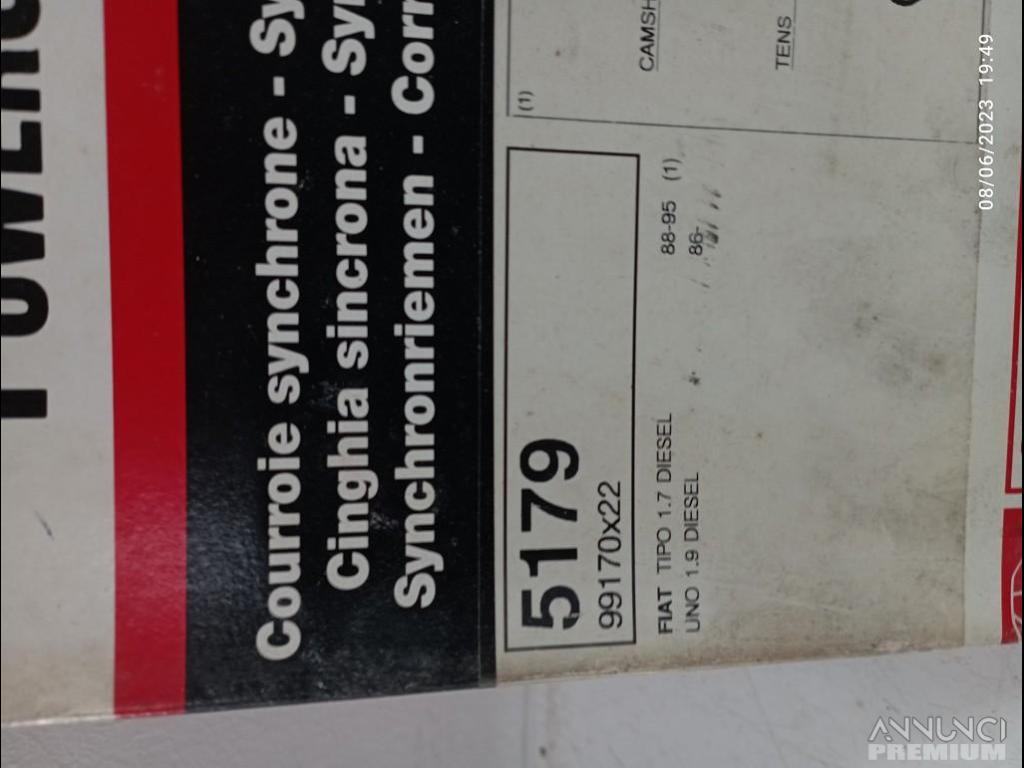 Courroie synchrone - Sy
Cinghia sincrona - Syn
Synchronriemen - Corr
5179
99170x22
FIAT TIPO 1.7 DIESEL 88-95 (1)
UNO 1.9 DIESEL 86-
(1)
CAMSH
TENS
08/06/2023 19:49
ANNUNCI
PREMIUM